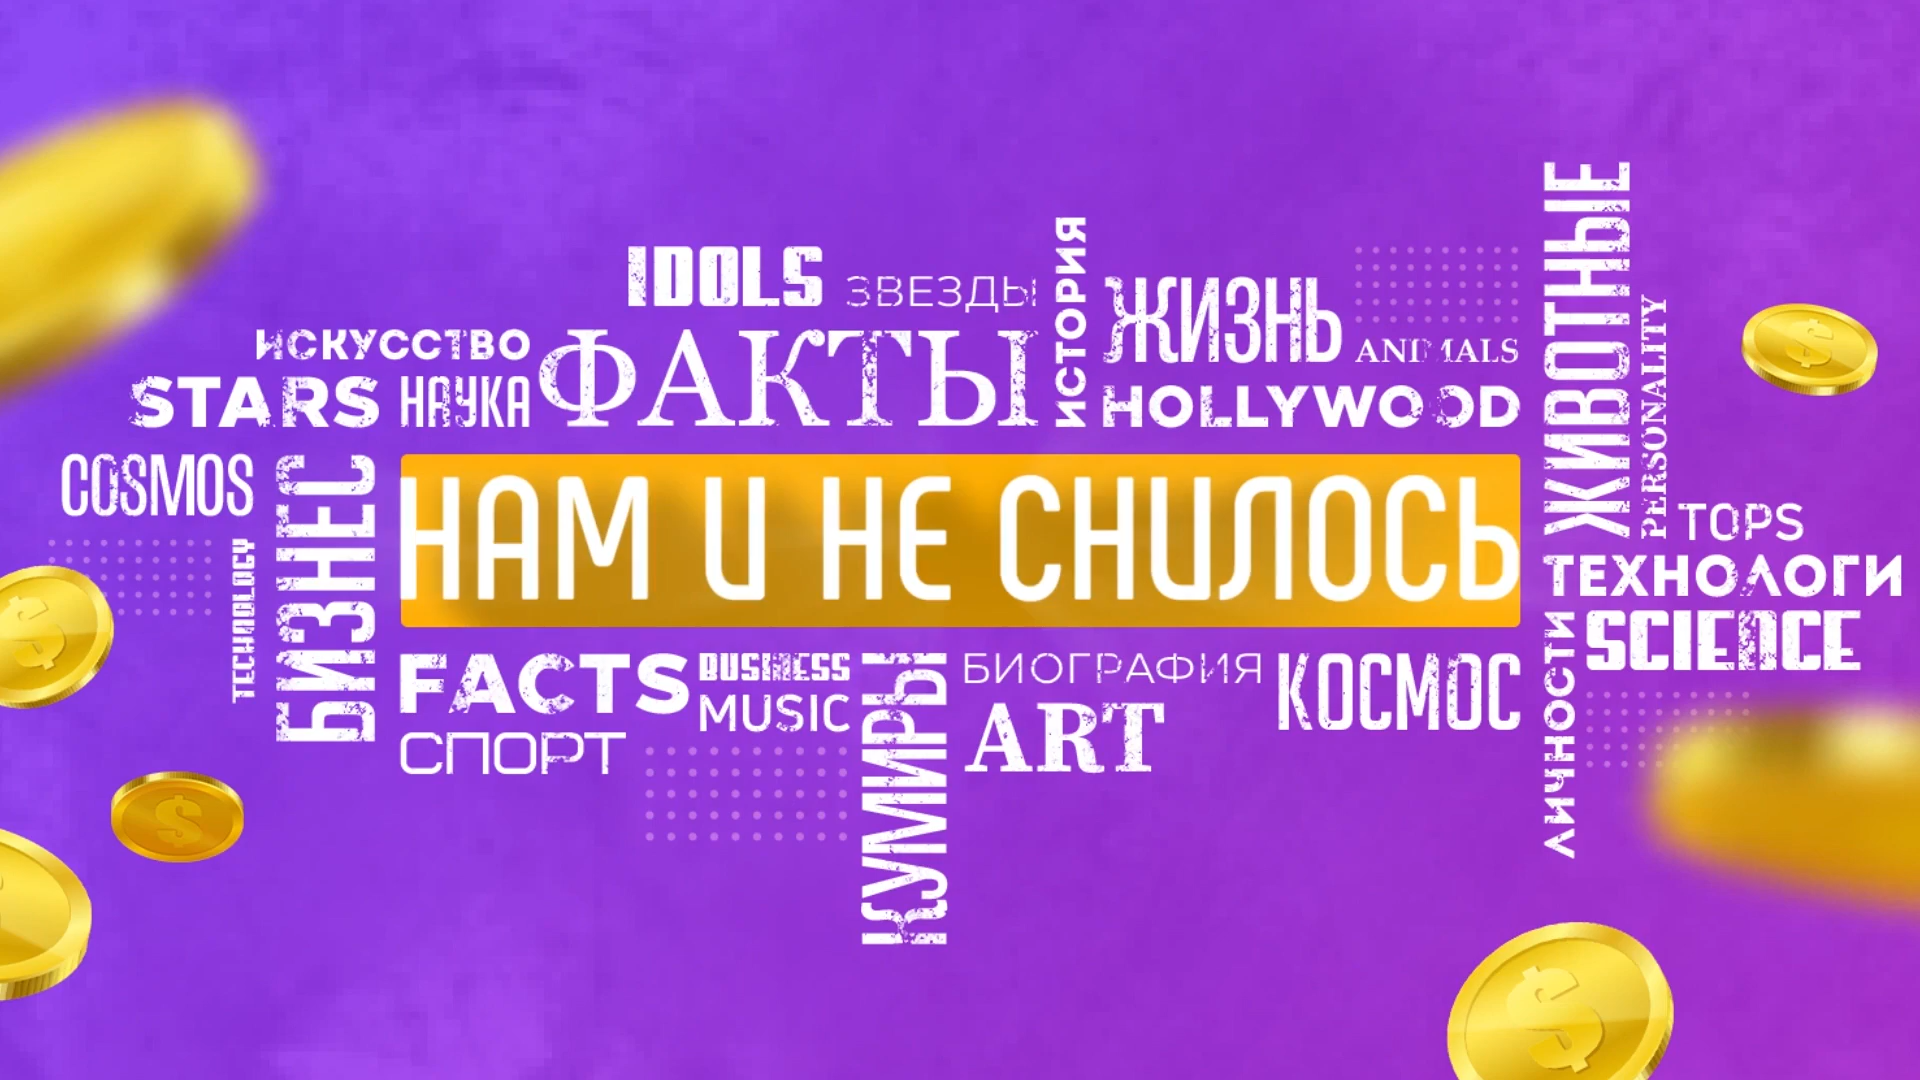 IDOLS
ЗВЕЗДЫ
ИСТОРИЯ
ЖИЗНЬ
ANIMALS
ЖИВОТНЫЕ
PERSONALITY
ИСКУССТВО
ФАКТЫ
STARS
НАУКА
HOLLYWOOD
COSMOS
TECHNOLOGY
БИЗНЕС
НАМ И НЕ СНИЛОСЬ
TOPS
ТЕХНОЛОГИ
SCIENCE
ЛИЧНОСТИ
FACTS
BUSINESS
MUSIC
СПОРТ
КУМИРЫ
БИОГРАФИЯ
ART
КОСМОС